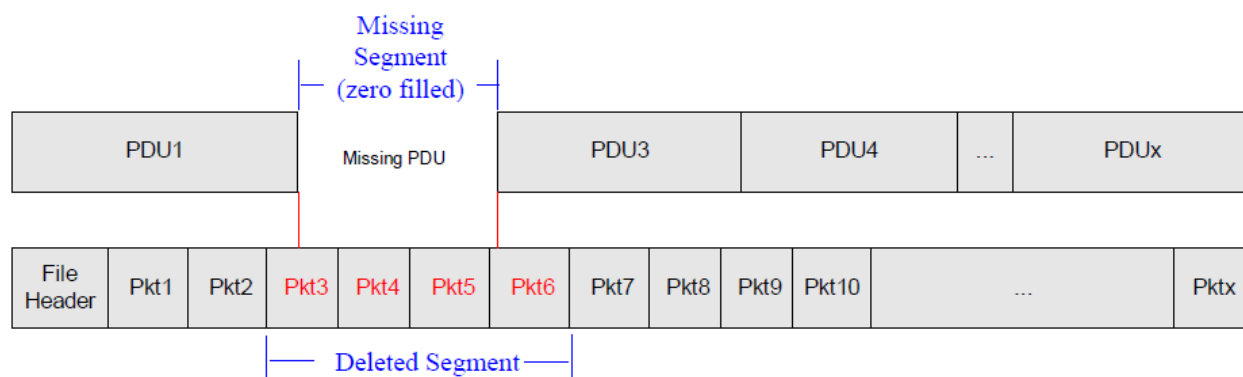 Missing
Segment
(zero filled)
PDU1
Missing PDU
PDU3
PDU4
...
PDUx
File
Header
Pkt1
Pkt2
Pkt3
Pkt4
Pkt5
Pkt6
Pkt7
Pkt8
Pkt9
Pkt10
...
Pktx
Deleted Segment